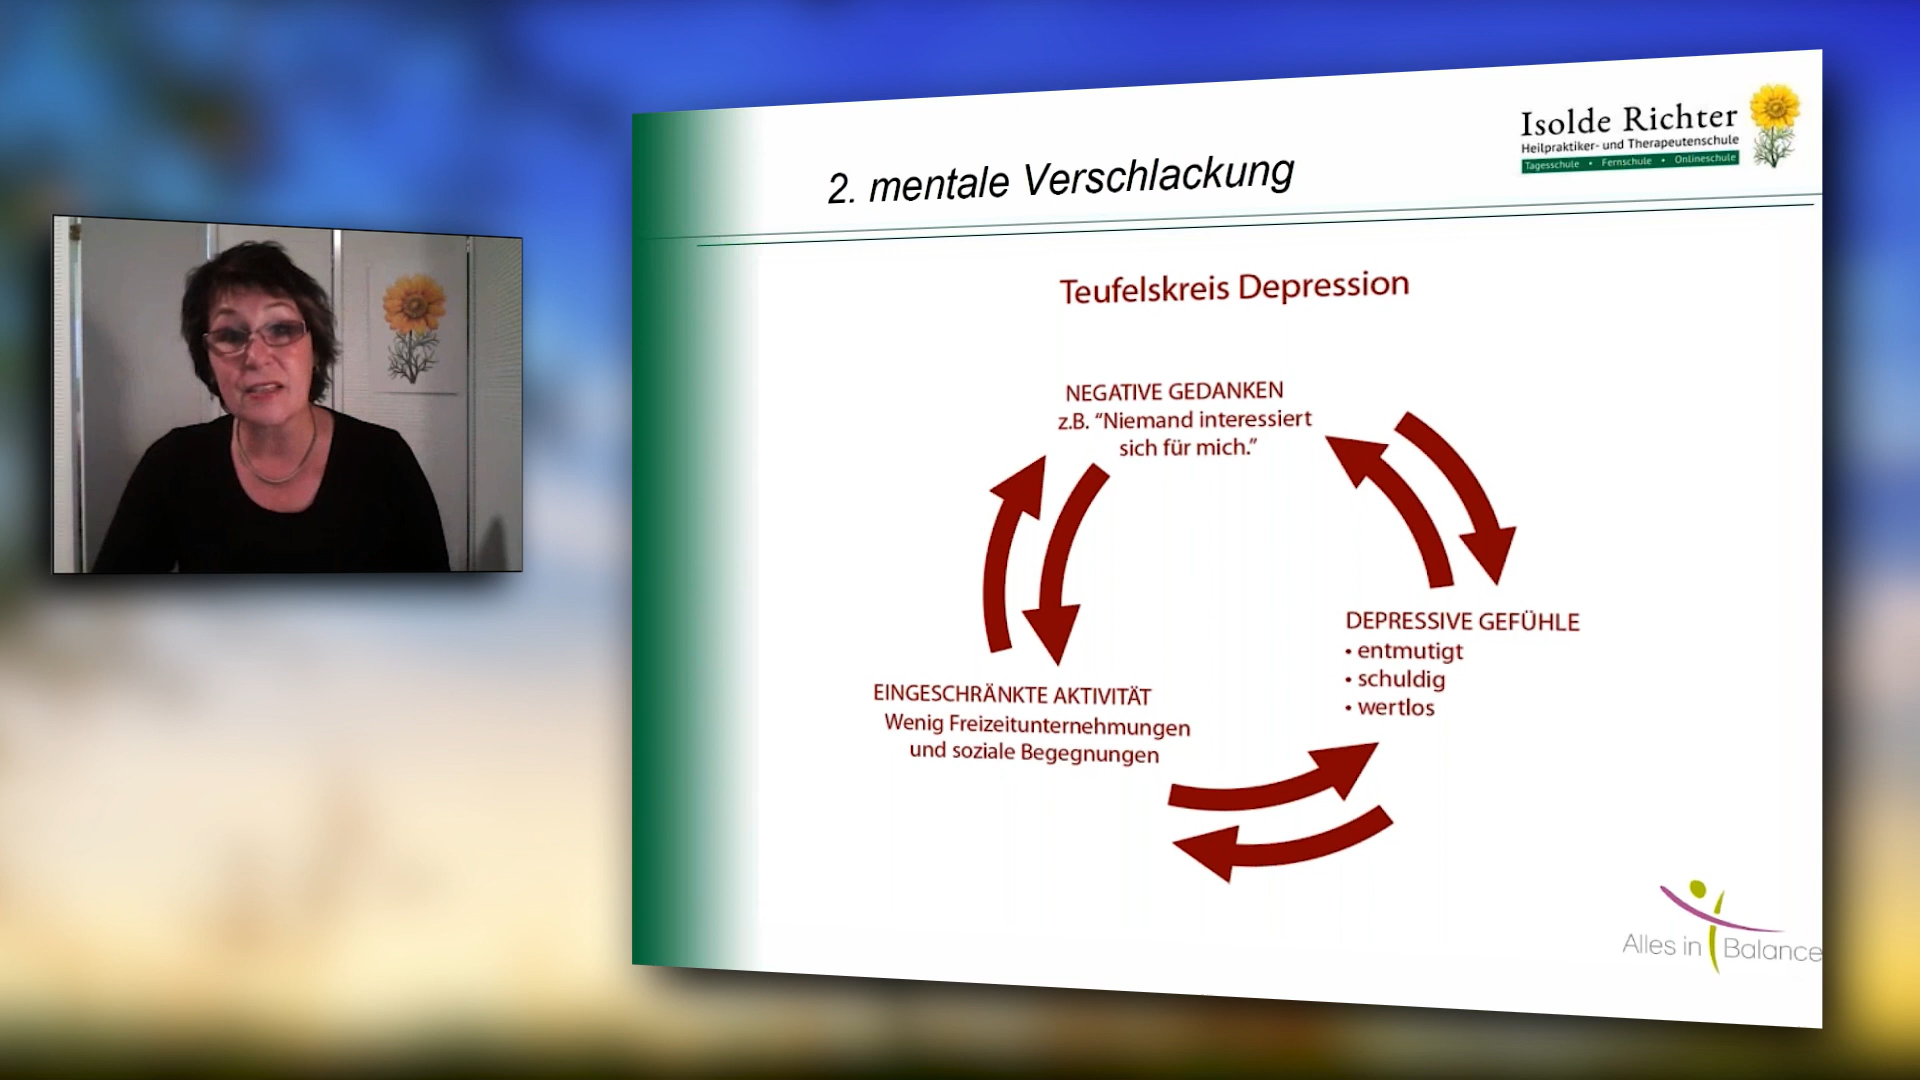 Isolde Richter
Heilpraktiker- und Therapeutenschule
Tagesschule • Fernschule • Onlineschule
2. mentale Verschlackung
Teufelskreis Depression
NEGATIVE GEDANKEN
z.B. “Niemand interessiert
sich für mich.”
DEPRESSIVE GEFÜHLE
• entmutigt
• schuldig
• wertlos
EINGESCHRÄNKTE AKTIVITÄT
Wenig Freizeitunternehmungen
und soziale Begegnungen
Alles in Balance